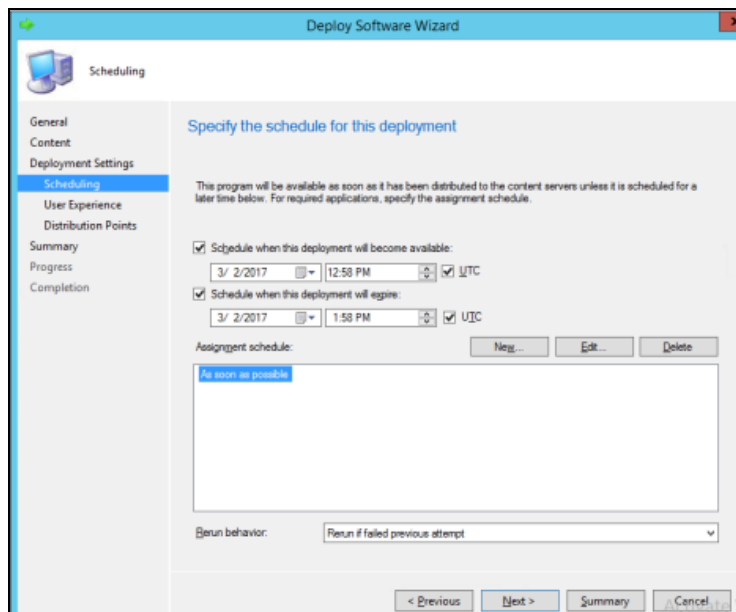 Deploy Software Wizard
Scheduling
General
Content
Deployment Settings
Scheduling
User Experience
Distribution Points
Summary
Progress
Completion
Specify the schedule for this deployment
This program will be available as soon as it has been distributed to the content servers unless it is scheduled for a
later time below. For required applications, specify the assignment schedule.
Schedule when this deployment will become available:
3/ 2/2017 12:58 PM UTC
Schedule when this deployment will expire:
3/ 2/2017 1:58 PM UTC
Assignment schedule: New... Edit... Delete
As soon as possible
Rerun behavior: Rerun if failed previous attempt
< Previous Next > Summary Cancel